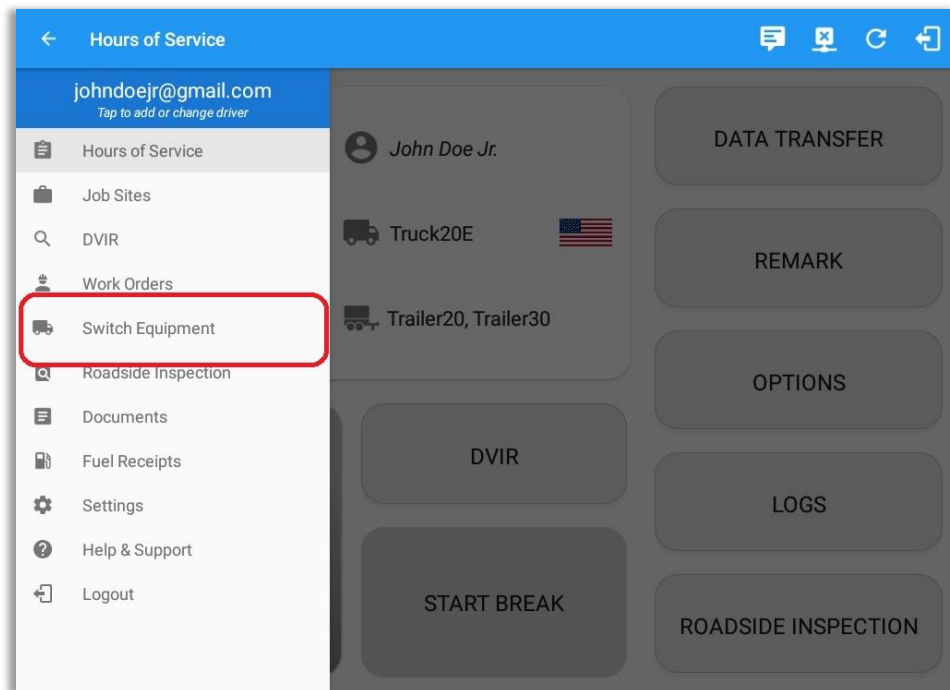 Hours of Service
johndoejr@gmail.com
Tap to add or change driver
Hours of Service
Job Sites
DVIR
Work Orders
Switch Equipment
Roadside Inspection
Documents
Fuel Receipts
Settings
Help & Support
Logout
John Doe Jr.
Truck20E
Trailer20, Trailer30
DVIR
START BREAK
DATA TRANSFER
REMARK
OPTIONS
LOGS
ROADSIDE INSPECTION